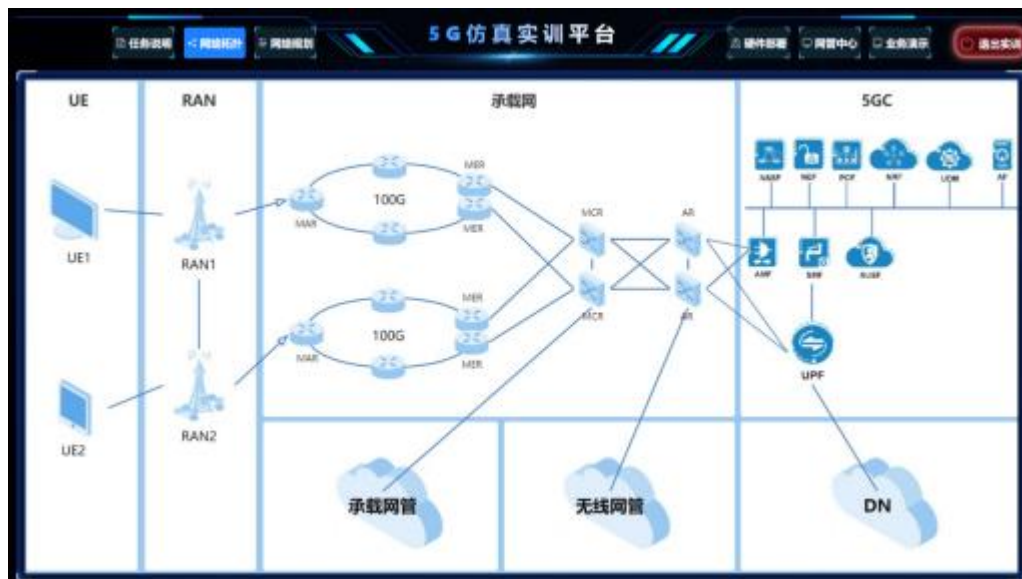 5G仿真实训平台
任务说明 网络拓扑 网络规划 硬件部署 网管中心 业务演示 退出实训
UE RAN 承载网 5GC
UE1
UE2
RAN1
RAN2
MAR
100G
MER
MER
MAR
100G
MER
MER
MCR
MCR
AR
AR
NEF PCF NRF UDM AF
AMF SMF AUSF
UPF
承载网管 无线网管 DN